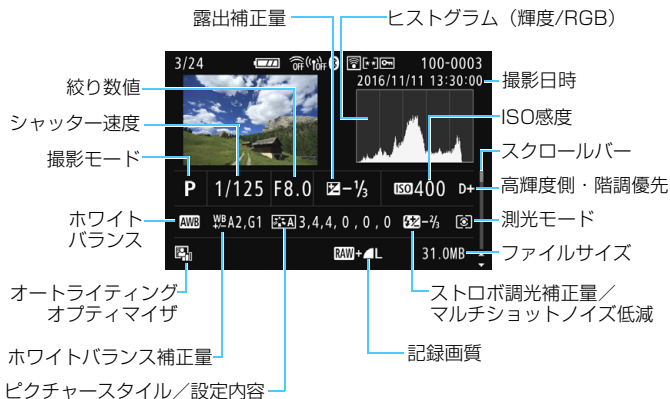 露出補正量
ヒストグラム（輝度/RGB）
3/24
OFF
OFF
100-0003
2016/11/11 13:30:00
撮影日時
絞り数値
ISO感度
シャッター速度
スクロールバー
撮影モード
P 1/125 F8.0 -1/3 ISO400 D+
高輝度側・階調優先
ホワイト
バランス
AWB WB+/-A2,G1 A3,4,4,0,0,0 -2/3
測光モード
RAW+L 31.0MB
ファイルサイズ
オートライティング
オプティマイザ
ストロボ調光補正量／
マルチショットノイズ低減
ホワイトバランス補正量
記録画質
ピクチャースタイル／設定内容